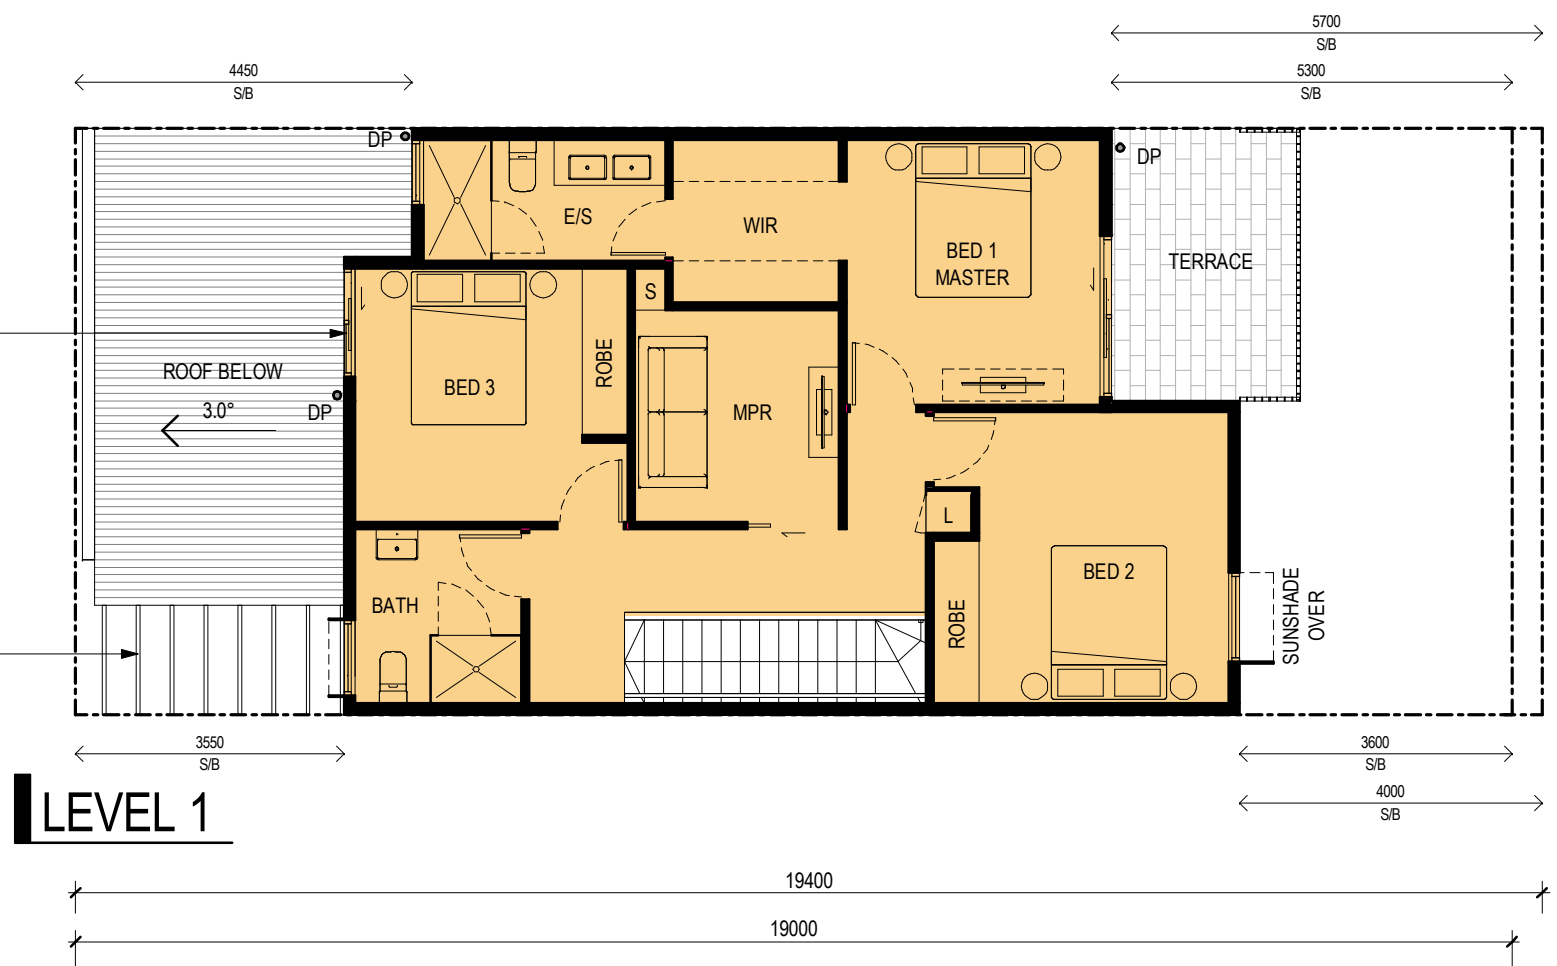 5700
S/B
4450
S/B
5300
S/B
DP
DP
E/S
WIR
BED 1
MASTER
TERRACE
S
ROBE
ROOF BELOW
BED 3
3.0°
DP
MPR
L
BED 2
SUNSHADE
OVER
BATH
ROBE
3550
S/B
3600
S/B
4000
S/B
LEVEL 1
19400
19000